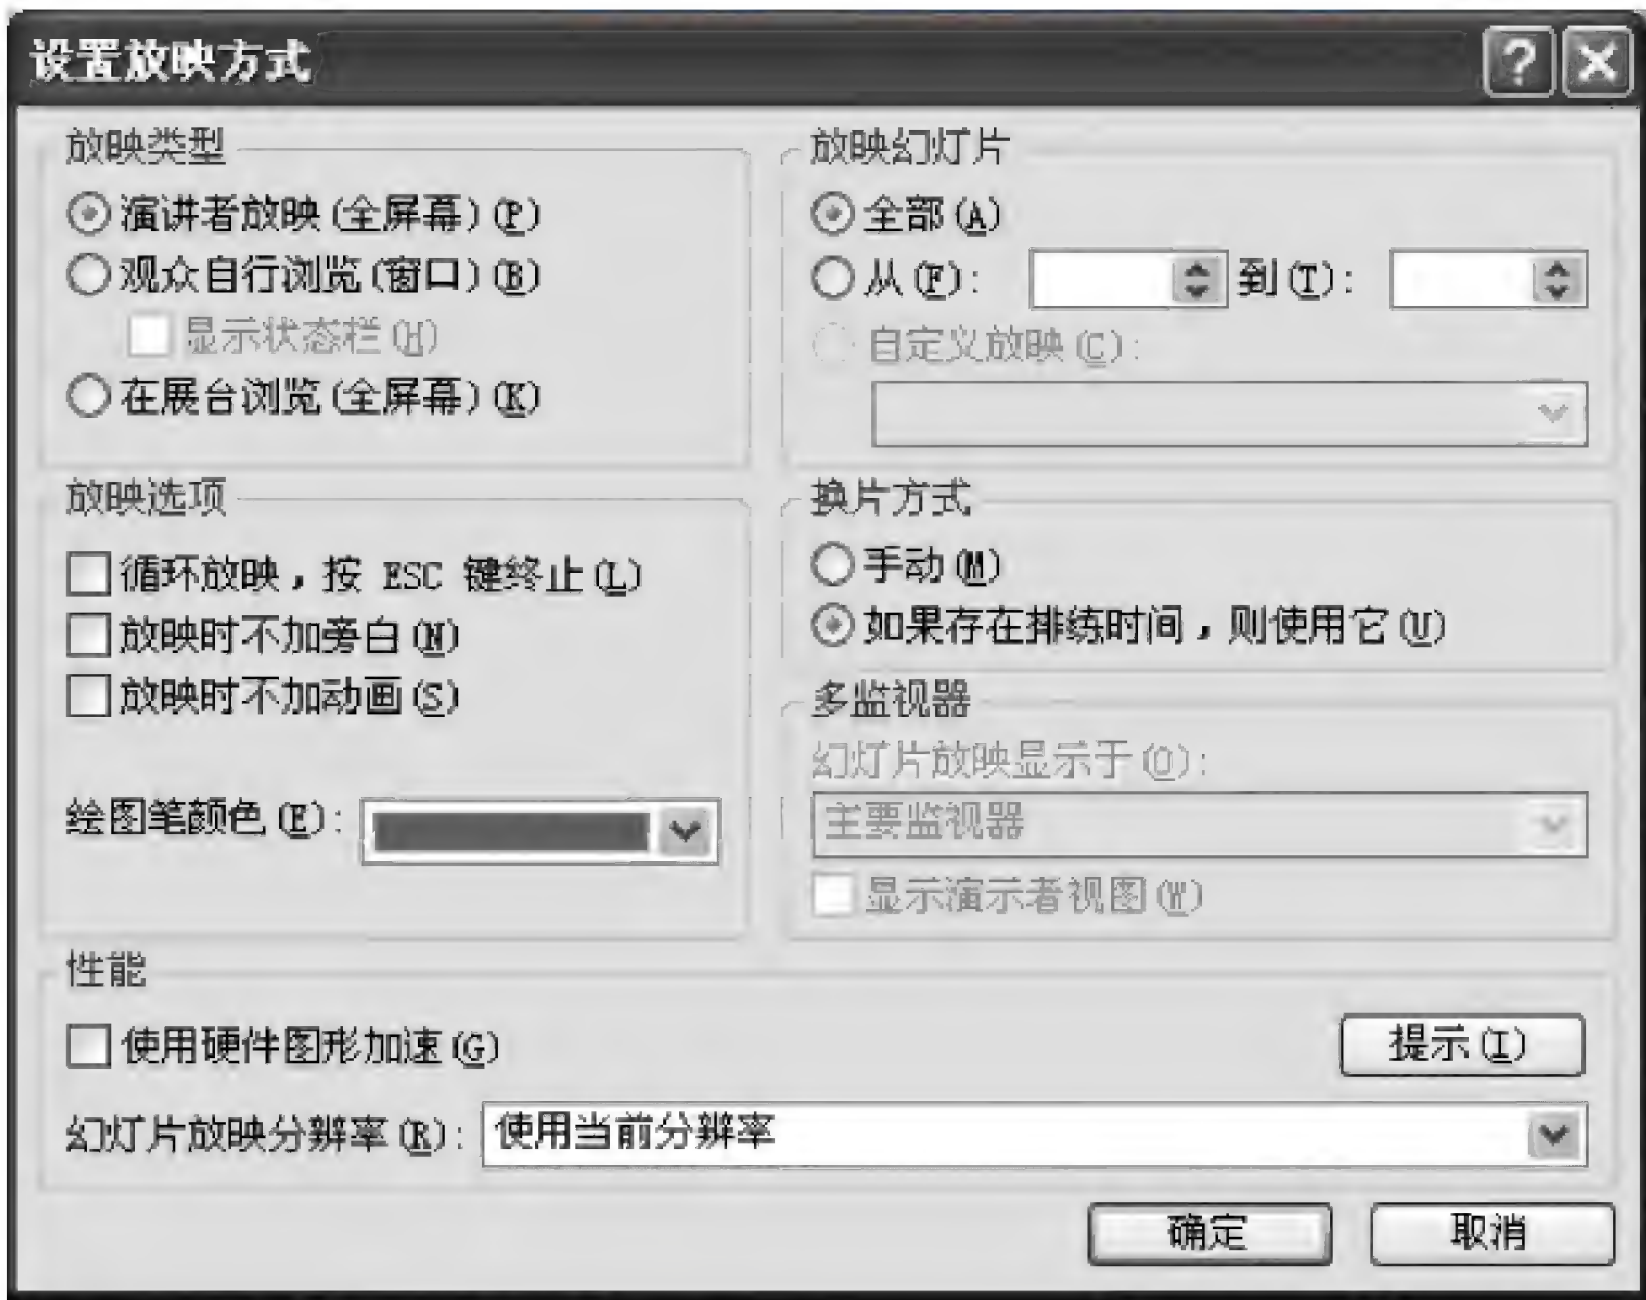 设置放映方式
放映类型
演讲者放映(全屏幕)(P)
观众自行浏览(窗口)(B)
显示状态栏(H)
在展台浏览(全屏幕)(K)
放映幻灯片
全部(A)
从(F): 到(T):
自定义放映(C):
放映选项
循环放映，按 ESC 键终止(L)
放映时不加旁白(N)
放映时不加动画(S)
绘图笔颜色(E):
换片方式
手动(M)
如果存在排练时间，则使用它(U)
多监视器
幻灯片放映显示于(O):
主要监视器
显示演示者视图(W)
性能
使用硬件图形加速(G)
提示(I)
幻灯片放映分辨率(R): 使用当前分辨率
确定 取消